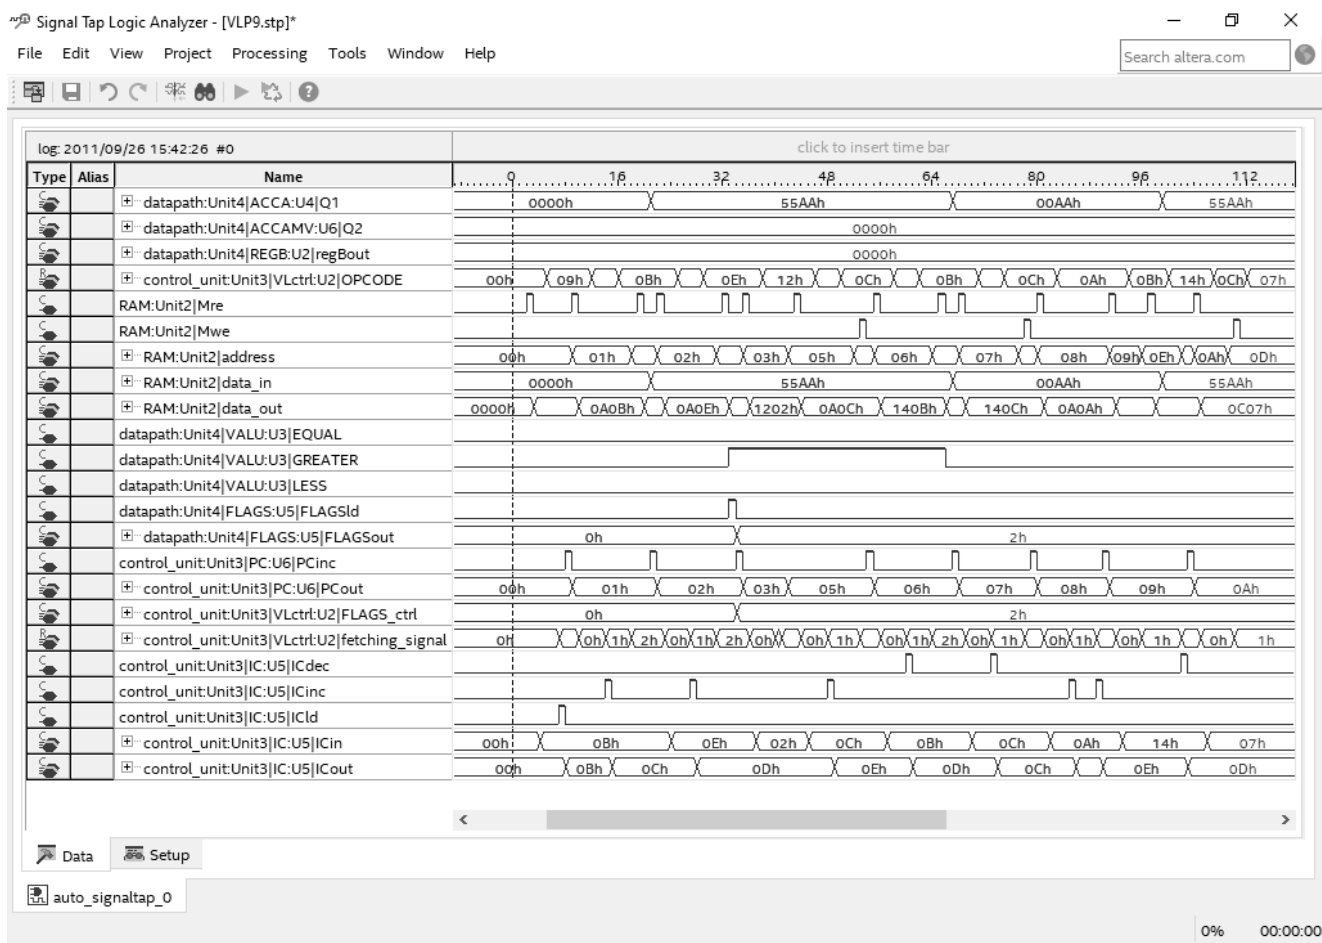 Signal Tap Logic Analyzer - [VLP9.stp]*
File Edit View Project Processing Tools Window Help
Search altera.com
log: 2011/09/26 15:42:26 #0 click to insert time bar
Type Alias Name 0 16 32 48 64 80 96 112
datapath:Unit4|ACCA:U4|Q1 0000h 55AAh 00AAh 55AAh
datapath:Unit4|ACCAMV:U6|Q2 0000h
datapath:Unit4|REGB:U2|regBout 0000h
control_unit:Unit3|VLctrl:U2|OPCODE 00h 09h 0Bh 0Eh 12h 0Ch 0Bh 0Ch 0Ah 0Bh 14h 0Ch 07h
RAM:Unit2|Mre
RAM:Unit2|Mwe
RAM:Unit2|address 00h 01h 02h 03h 05h 06h 07h 08h 09h 0Eh 0Ah 0Dh
RAM:Unit2|data_in 0000h 55AAh 00AAh 55AAh
RAM:Unit2|data_out 0000h 0A0Bh 0A0Eh 1202h 0A0Ch 140Bh 140Ch 0A0Ah 0C07h
datapath:Unit4|VALU:U3|EQUAL
datapath:Unit4|VALU:U3|GREATER
datapath:Unit4|VALU:U3|LESS
datapath:Unit4|FLAGS:U5|FLAGSld
datapath:Unit4|FLAGS:U5|FLAGSout 0h 2h
control_unit:Unit3|PC:U6|PCinc
control_unit:Unit3|PC:U6|PCout 00h 01h 02h 03h 05h 06h 07h 08h 09h 0Ah
control_unit:Unit3|VLctrl:U2|FLAGS_ctrl 0h 2h
control_unit:Unit3|VLctrl:U2|fetching_signal 0h 0h 1h 2h 0h 1h 2h 0h 0h 1h 0h 1h 2h 0h 1h 0h 1h 0h 1h 0h 1h
control_unit:Unit3|IC:U5|ICdec
control_unit:Unit3|IC:U5|ICinc
control_unit:Unit3|IC:U5|ICld
control_unit:Unit3|IC:U5|ICin 00h 0Bh 0Eh 02h 0Ch 0Bh 0Ch 0Ah 14h 07h
control_unit:Unit3|IC:U5|ICout 00h 0Bh 0Ch 0Dh 0Eh 0Dh 0Ch 0Eh 0Dh
Data Setup
auto_signaltap_0
0% 00:00:00